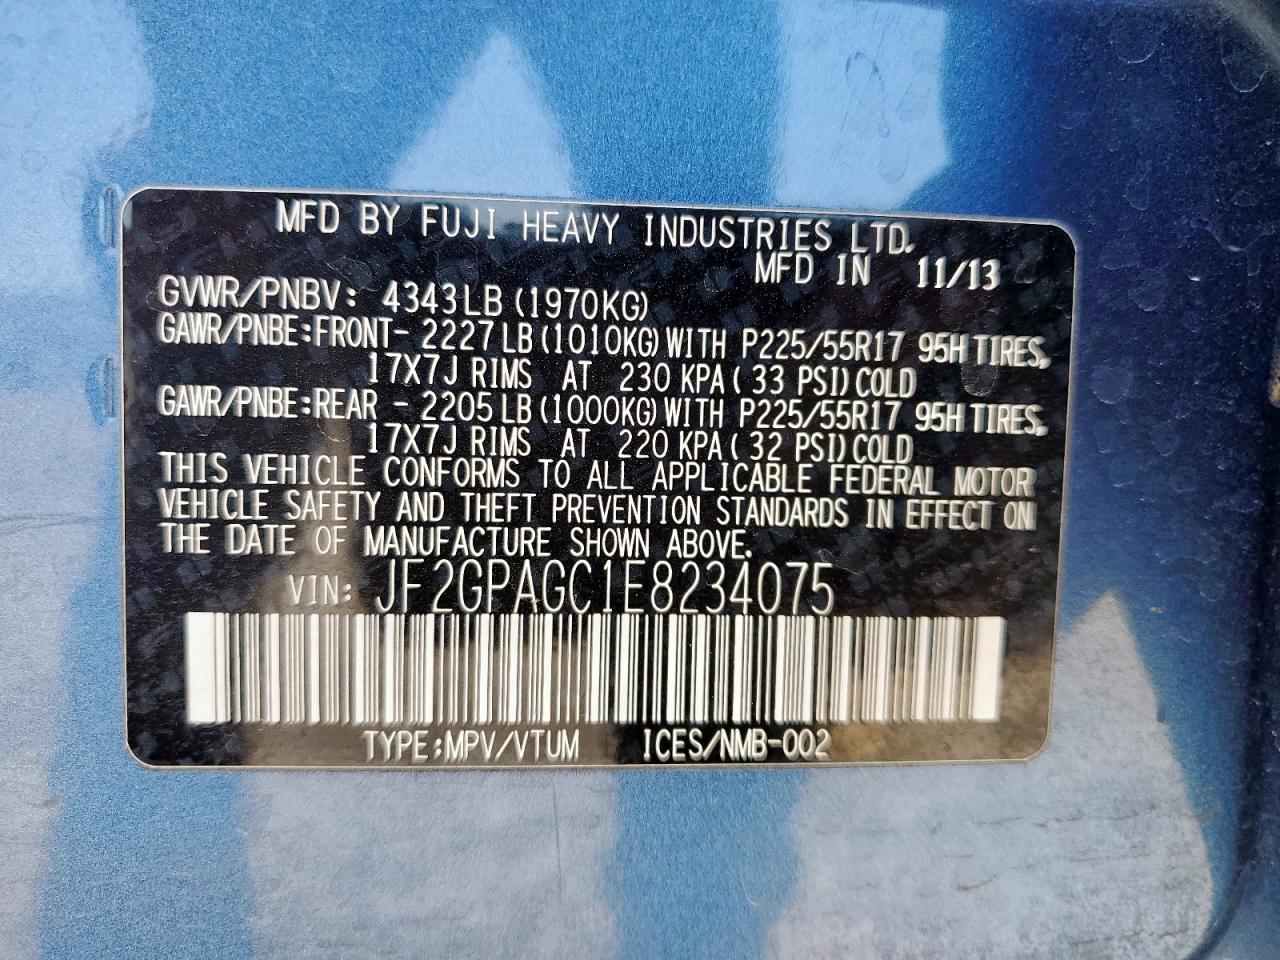 MFD BY FUJI HEAVY INDUSTRIES LTD.
MFD IN 11/13
GVWR/PNBV: 4343LB (1970KG)
GAWR/PNBE:FRONT- 2227LB (1010KG) WITH P225/55R17 95H TIRES,
17X7J RIMS AT 230 KPA ( 33 PSI) COLD
GAWR/PNBE:REAR - 2205LB (1000KG) WITH P225/55R17 95H TIRES,
17X7J RIMS AT 220 KPA ( 32 PSI) COLD
THIS VEHICLE CONFORMS TO ALL APPLICABLE FEDERAL MOTOR
VEHICLE SAFETY AND THEFT PREVENTION STANDARDS IN EFFECT ON
THE DATE OF MANUFACTURE SHOWN ABOVE.
VIN: JF2GPAGC1E8234075
TYPE:MPV/VTUM ICES/NMB-002